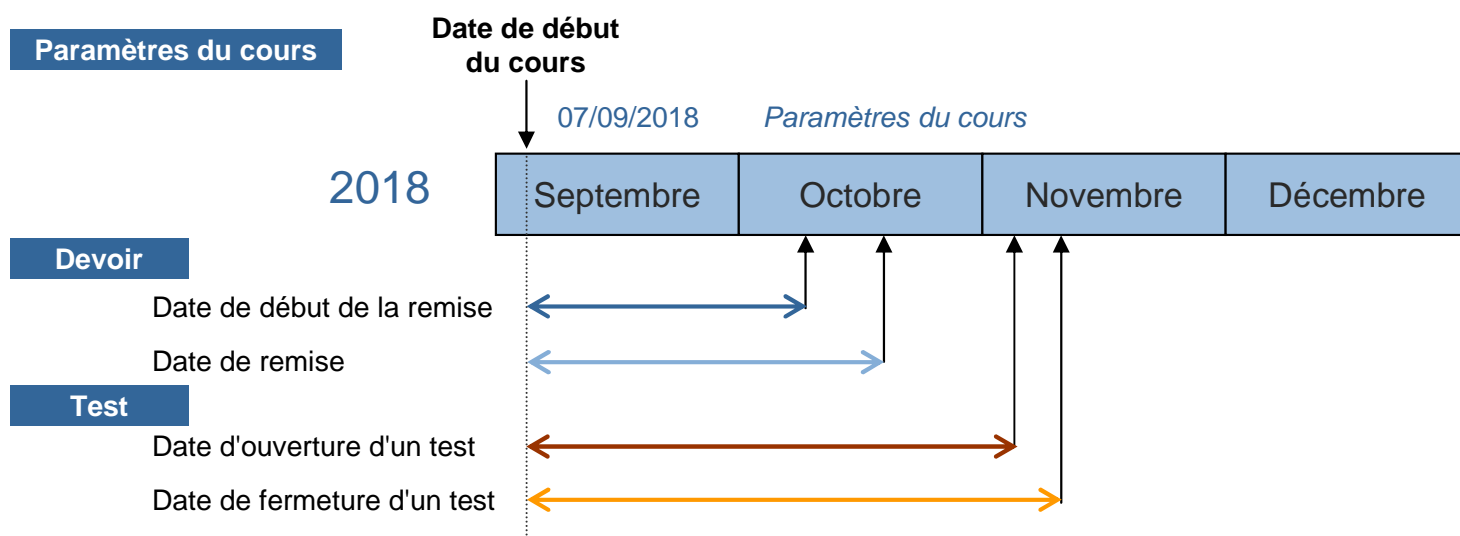 Date de début
du cours
Paramètres du cours
07/09/2018 Paramètres du cours
2018 Septembre Octobre Novembre Décembre
Devoir
Date de début de la remise
Date de remise
Test
Date d'ouverture d'un test
Date de fermeture d'un test